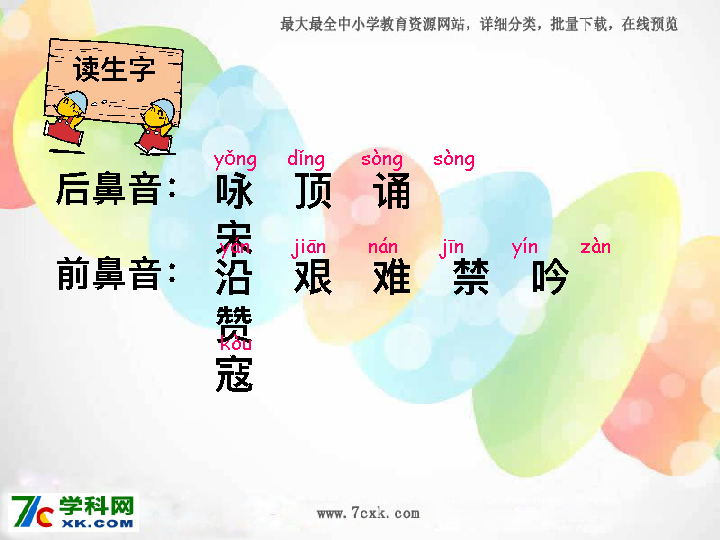 最大最全中小学教育资源网站，详细分类，批量下载，在线预览
读生字
yǒng dǐng sòng sòng
后鼻音： 咏 顶 诵
宋
yán jiān nán jīn yín zàn
前鼻音： 沿 艰 难 禁 吟
赞
kòu
寇
7C 学科网
XK.COM
www.7cxk.com